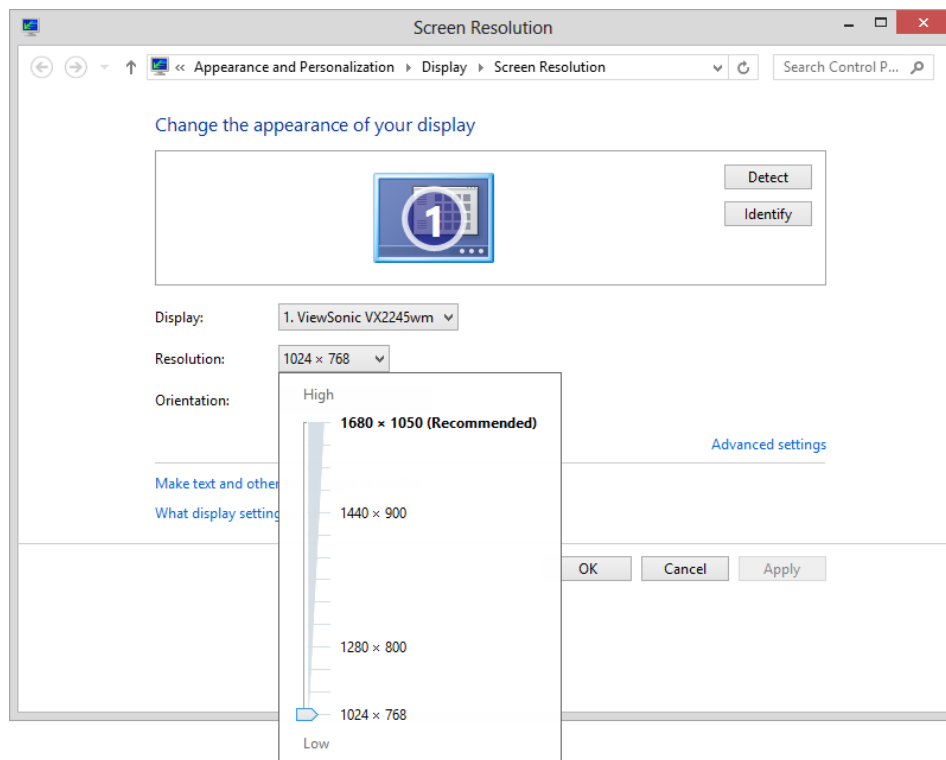 Screen Resolution
« Appearance and Personalization Display Screen Resolution
Search Control P...
Change the appearance of your display
1
Detect
Identify
Display:
1. ViewSonic VX2245wm
Resolution:
1024 × 768
Orientation:
High
1680 × 1050 (Recommended)
1440 × 900
1280 × 800
1024 × 768
Low
Advanced settings
Make text and other
What display setting
OK
Cancel
Apply